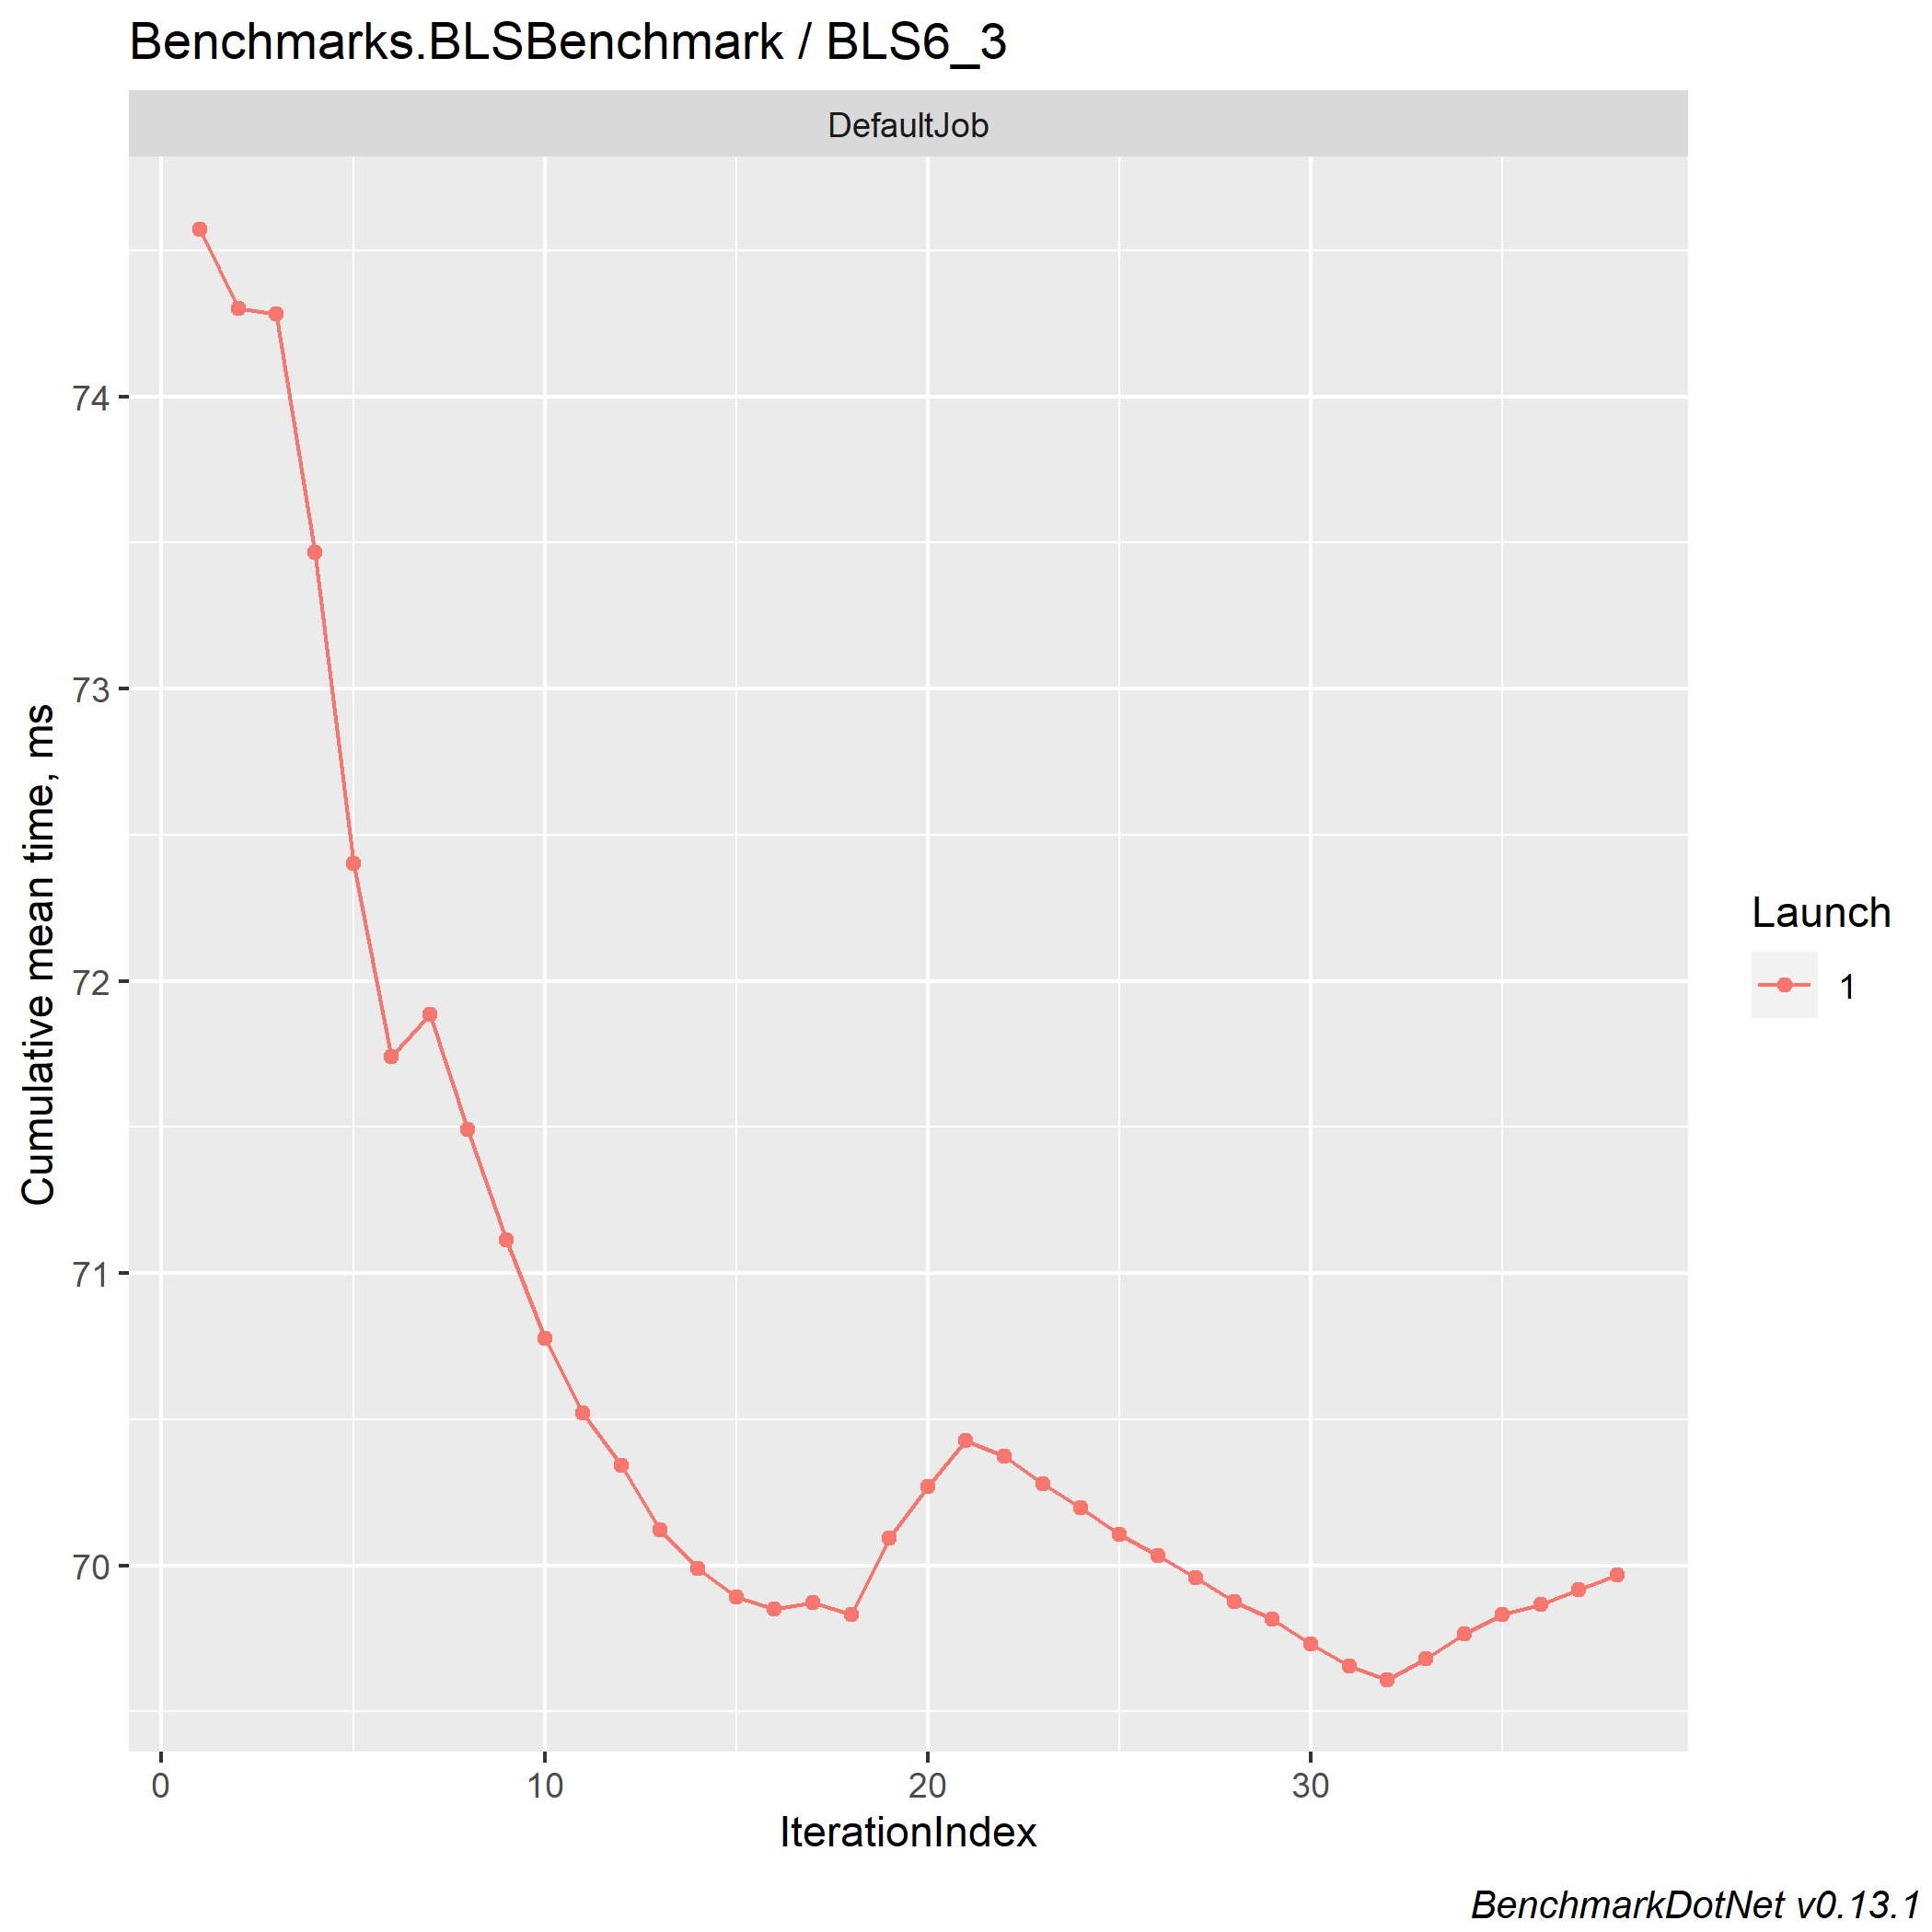 Benchmarks.BLSBenchmark / BLS6_3
DefaultJob
Cumulative mean time, ms
74
73
72
71
70
0 10 20 30
IterationIndex
Launch
1
BenchmarkDotNet v0.13.1